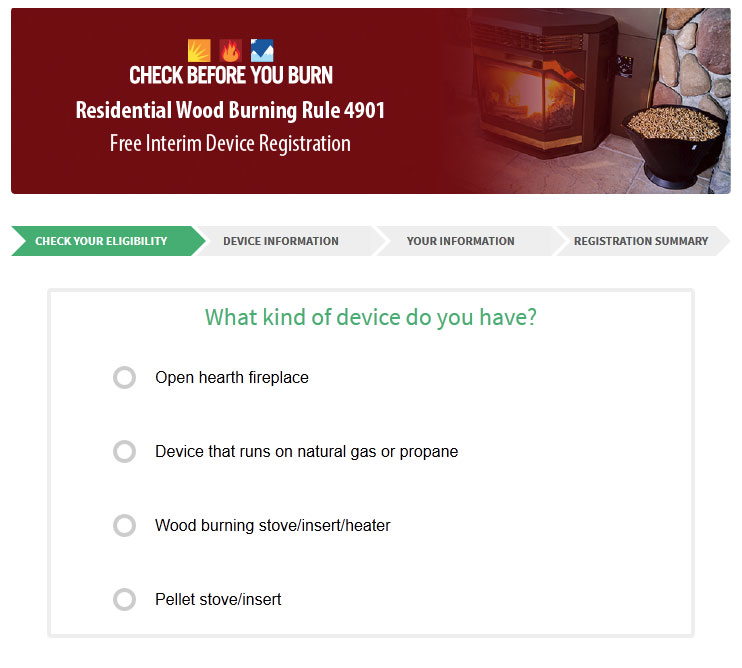 CHECK BEFORE YOU BURN
Residential Wood Burning Rule 4901
Free Interim Device Registration
CHECK YOUR ELIGIBILITY
DEVICE INFORMATION
YOUR INFORMATION
REGISTRATION SUMMARY
What kind of device do you have?
Open hearth fireplace
Device that runs on natural gas or propane
Wood burning stove/insert/heater
Pellet stove/insert